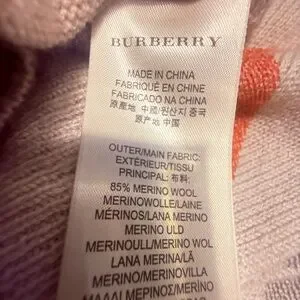 BURBERRY
MADE IN CHINA
FABRIQUÉ EN CHINE
FABRICADO NA CHINA
原產地 中國/원산지 중국
原产地 中国
OUTER/MAIN FABRIC:
EXTÉRIEUR/TISSU
PRINCIPAL: 布料:
85% MERINO WOOL
MERINOWOLLE/LAINE
MÉRINOS/LANA MERINO
MERINO ULD
MERINOULL/MERINO WOL
LANA MERINA/LÃ
MERINO/MERINOVILLA